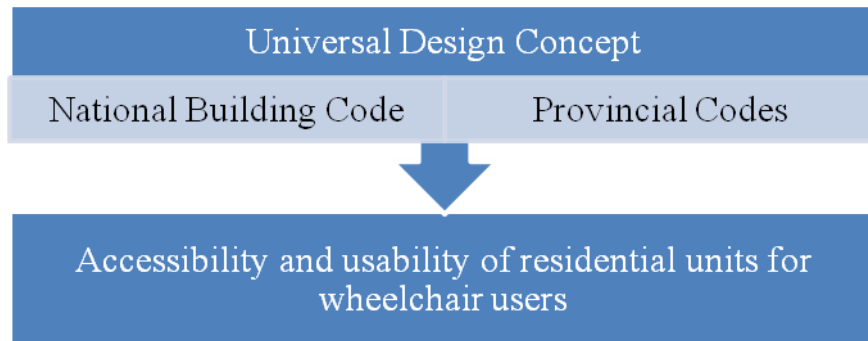 Universal Design Concept
National Building Code
Provincial Codes
Accessibility and usability of residential units for
wheelchair users